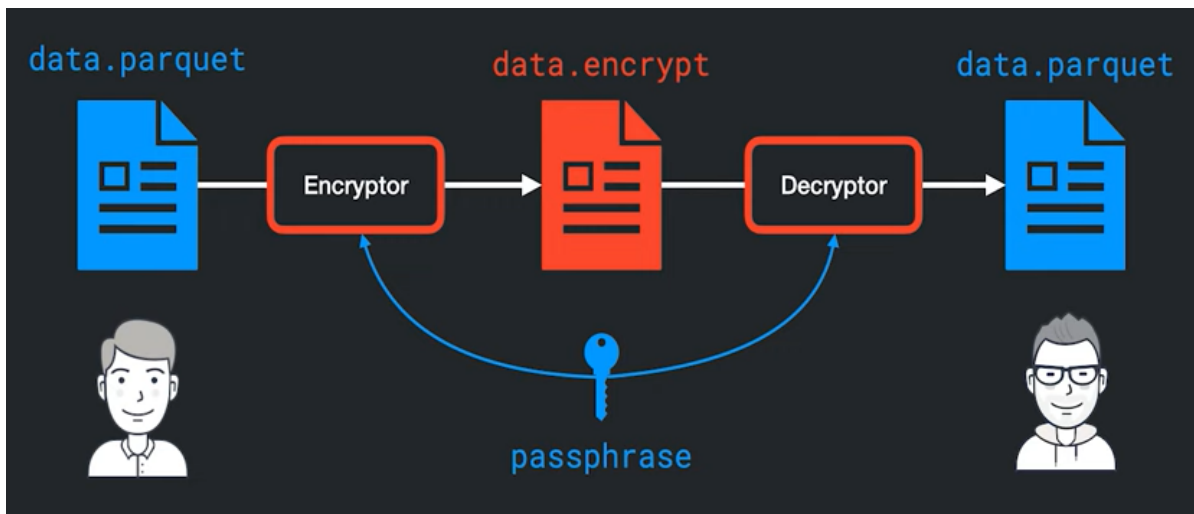 data.parquet
data.encrypt
data.parquet
Encryptor
Decryptor
passphrase